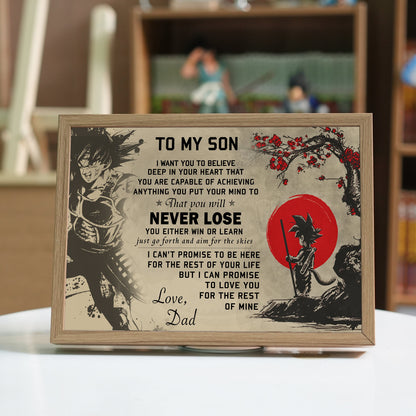 TO MY SON
I WANT YOU TO BELIEVE
DEEP IN YOUR HEART THAT
YOU ARE CAPABLE OF ACHIEVING
ANYTHING YOU PUT YOUR MIND TO
★ That you will ★
NEVER LOSE
YOU EITHER WIN OR LEARN
just go forth and aim for the skies
I CAN'T PROMISE TO BE HERE
FOR THE REST OF YOUR LIFE
BUT I CAN PROMISE
TO LOVE YOU
FOR THE REST
OF MINE
Love,
Dad